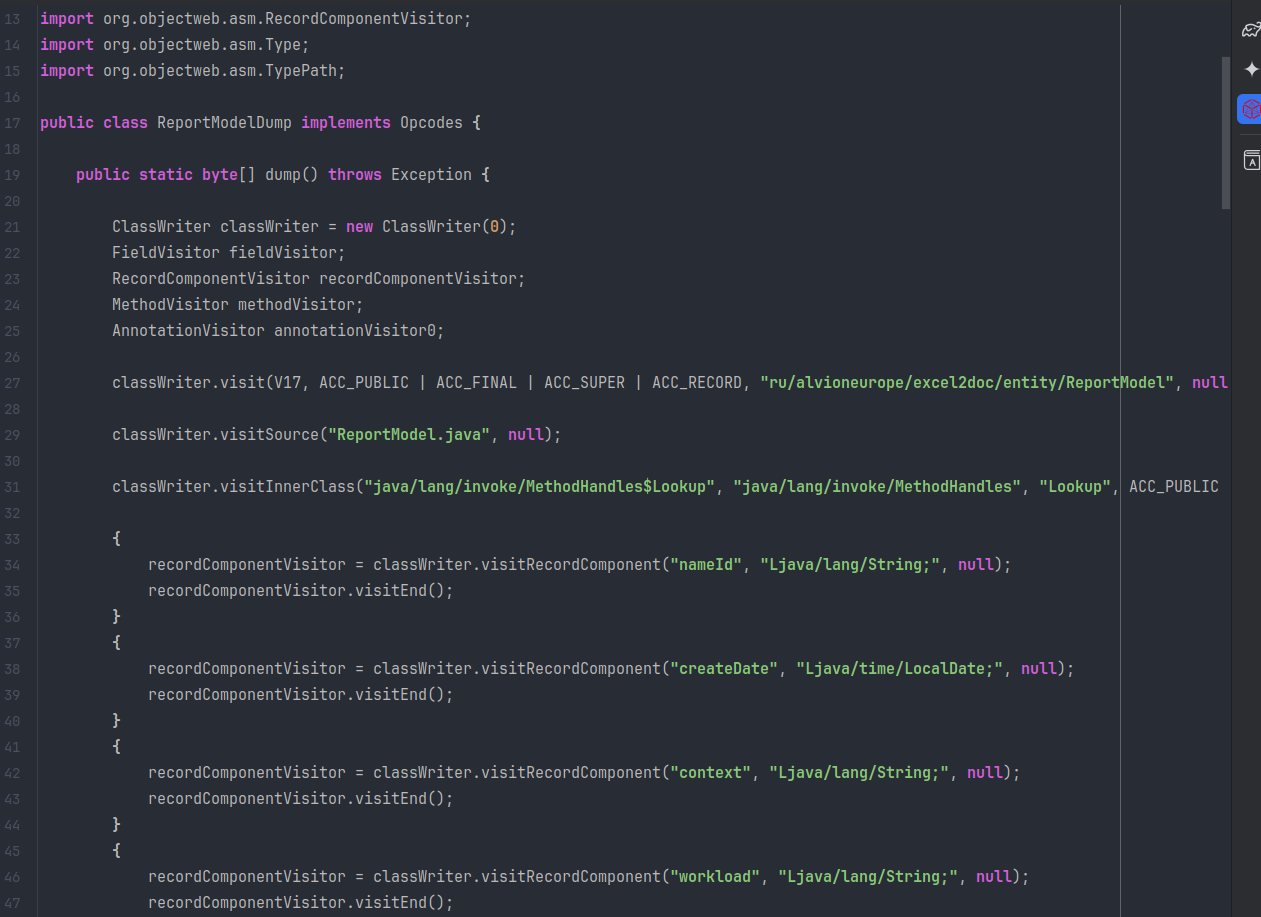 13 import org.objectweb.asm.RecordComponentVisitor;
14 import org.objectweb.asm.Type;
15 import org.objectweb.asm.TypePath;
16
17 public class ReportModelDump implements Opcodes {
18
19     public static byte[] dump() throws Exception {
20
21         ClassWriter classWriter = new ClassWriter(0);
22         FieldVisitor fieldVisitor;
23         RecordComponentVisitor recordComponentVisitor;
24         MethodVisitor methodVisitor;
25         AnnotationVisitor annotationVisitor0;
26
27         classWriter.visit(V17, ACC_PUBLIC | ACC_FINAL | ACC_SUPER | ACC_RECORD, "ru/alvioneurope/excel2doc/entity/ReportModel", null
28
29         classWriter.visitSource("ReportModel.java", null);
30
31         classWriter.visitInnerClass("java/lang/invoke/MethodHandles$Lookup", "java/lang/invoke/MethodHandles", "Lookup", ACC_PUBLIC
32
33         {
34             recordComponentVisitor = classWriter.visitRecordComponent("nameId", "Ljava/lang/String;", null);
35             recordComponentVisitor.visitEnd();
36         }
37         {
38             recordComponentVisitor = classWriter.visitRecordComponent("createDate", "Ljava/time/LocalDate;", null);
39             recordComponentVisitor.visitEnd();
40         }
41         {
42             recordComponentVisitor = classWriter.visitRecordComponent("context", "Ljava/lang/String;", null);
43             recordComponentVisitor.visitEnd();
44         }
45         {
46             recordComponentVisitor = classWriter.visitRecordComponent("workload", "Ljava/lang/String;", null);
47             recordComponentVisitor.visitEnd();
A